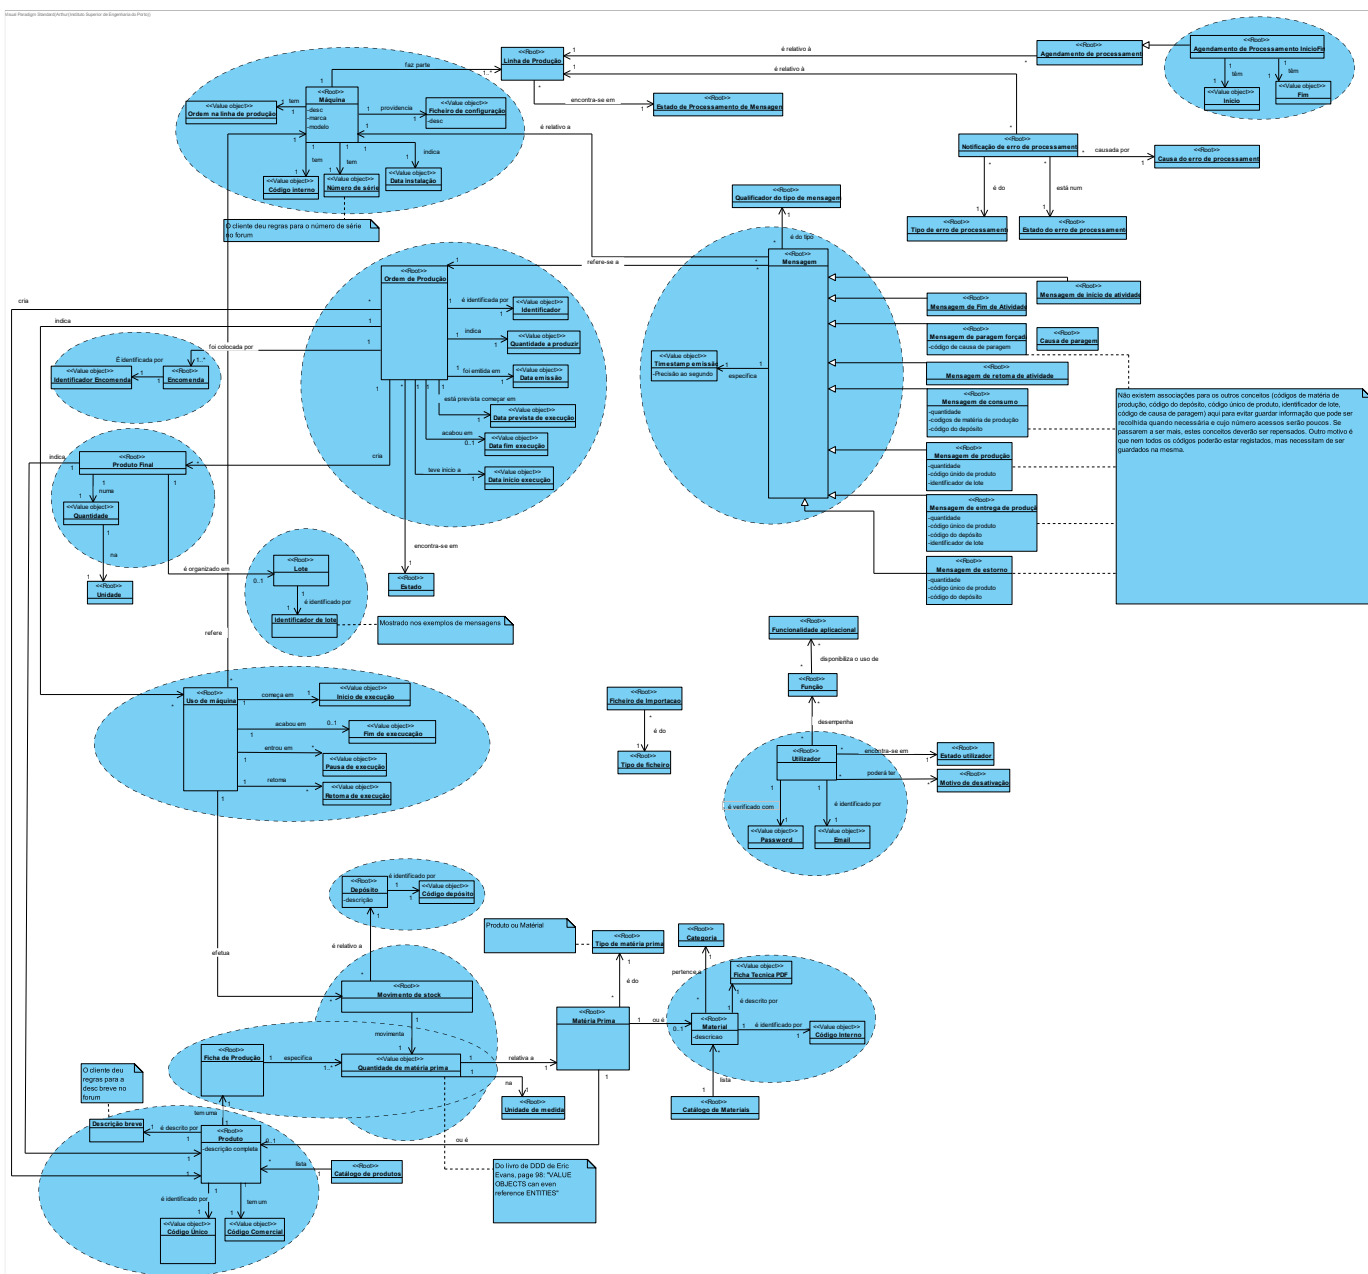 Visual Paradigm Standard(Arthur(Instituto Superior de Engenharia do Porto))
<<Root>>
Linha de Produção
é relativo à
<<Root>>
Agendamento de processament
<<Root>>
Agendamento de Processamento InícioFir
têm
têm
<<Value object>>
Início
<<Value object>>
Fim
faz parte
1..*
é relativo à
encontra-se em
<<Root>>
Estado de Processamento de Mensagen
<<Root>>
Máquina
-desc
-marca
-modelo
<<Value object>>
Ordem na linha de produção
tem
providencia
<<Value object>>
Ficheiro de configuração
-desc
é relativo a
tem
tem
indica
<<Value object>>
Código interno
<<Value object>>
Número de série
<<Value object>>
Data instalação
O cliente deu regras para o número de série
no forum
<<Root>>
Notificação de erro de processament
causada por
<<Root>>
Causa do erro de processament
é do
está num
<<Root>>
Tipo de erro de processament
<<Root>>
Estado do erro de processament
<<Root>>
Qualificador do tipo de mensagem
é do tipo
<<Root>>
Mensagem
refere-se a
<<Value object>>
Timestamp emissão
-Precisão ao segundo
especifica
<<Root>>
Mensagem de início de atividade
<<Root>>
Mensagem de Fim de Atividade
<<Root>>
Mensagem de paragem forçada
-código de causa de paragem
<<Root>>
Causa de paragem
<<Root>>
Mensagem de retoma de atividade
<<Root>>
Mensagem de consumo
-quantidade
-codigos de matéria de produção
-código do depósito
<<Root>>
Mensagem de produção
-quantidade
-código único de produto
-identificador de lote
<<Root>>
Mensagem de entrega de produçã
-quantidade
-código único de produto
-código do depósito
-identificador de lote
<<Root>>
Mensagem de estorno
-quantidade
-código único de produto
-código do depósito
Não existem associações para os outros conceitos (códigos de matéria de
produção, código do depósito, código único de produto, identificador de lote,
código de causa de paragem) aqui para evitar guardar informação que pode ser
recolhida quando necessária e cujo número acessos serão poucos. Se
passarem a ser mais, estes conceitos deverão ser repensados. Outro motivo é
que nem todos os códigos poderão estar registados, mas necessitam de ser
guardados na mesma.
<<Root>>
Ordem de Produção
é identificada por
<<Value object>>
Identificador
indica
<<Value object>>
Quantidade a produzir
foi emitida em
<<Value object>>
Data emissão
está prevista começar em
<<Value object>>
Data prevista de execução
acabou em
0..1
<<Value object>>
Data fim execução
teve início a
<<Value object>>
Data início execução
cria
indica
foi colocada por
1..*
É identificada por
<<Value object>>
Identificador Encomenda
<<Root>>
Encomenda
cria
indica
<<Root>>
Produto Final
numa
<<Value object>>
Quantidade
na
<<Root>>
Unidade
é organizado em
0..1
<<Root>>
Lote
é identificado por
<<Root>>
Identificador de lote
Mostrado nos exemplos de mensagens
encontra-se em
<<Root>>
Estado
refere
<<Root>>
Uso de máquina
começa em
<<Value object>>
Início de execução
acabou em
0..1
<<Value object>>
Fim de execucação
entrou em
<<Value object>>
Pausa de execução
retoma
<<Value object>>
Retoma de execução
efetua
<<Root>>
Ficheiro de Importacao
é do
<<Root>>
Tipo de ficheiro
<<Root>>
Funcionalidade aplicacional
disponibiliza o uso de
<<Root>>
Função
desempenha
<<Root>>
Utilizador
encontra-se em
<<Root>>
Estado utilizador
poderá ter
<<Root>>
Motivo de desativação
é verificado com
é identificado por
<<Value object>>
Password
<<Value object>>
Email
<<Root>>
Depósito
-descrição
é identificado por
<<Value object>>
Código depósito
é relativo a
<<Root>>
Movimento de stock
movimenta
<<Root>>
Ficha de Produção
especifica
1..*
<<Value object>>
Quantidade de matéria prima
relativa a
na
<<Root>>
Unidade de medida
Produto ou Matérial
<<Root>>
Tipo de matéria prima
é do
<<Root>>
Matéria Prima
ou é
0..1
<<Root>>
Categoria
pertence a
<<Value object>>
Ficha Tecnica PDF
é descrito por
<<Root>>
Material
-descricao
é identificado por
<<Value object>>
Código Interno
lista
<<Root>>
Catálogo de Materiais
O cliente deu
regras para a
desc breve no
forum
<<Root>>
Descrição breve
é descrito por
tem uma
<<Root>>
Produto
-descrição completa
0..1
ou é
lista
<<Root>>
Catálogo de produtos
é identificado por
tem um
<<Value object>>
Código Único
<<Value object>>
Código Comercial
Do livro de DDD de Eric
Evans, page 98: "VALUE
OBJECTS can even
reference ENTITIES"